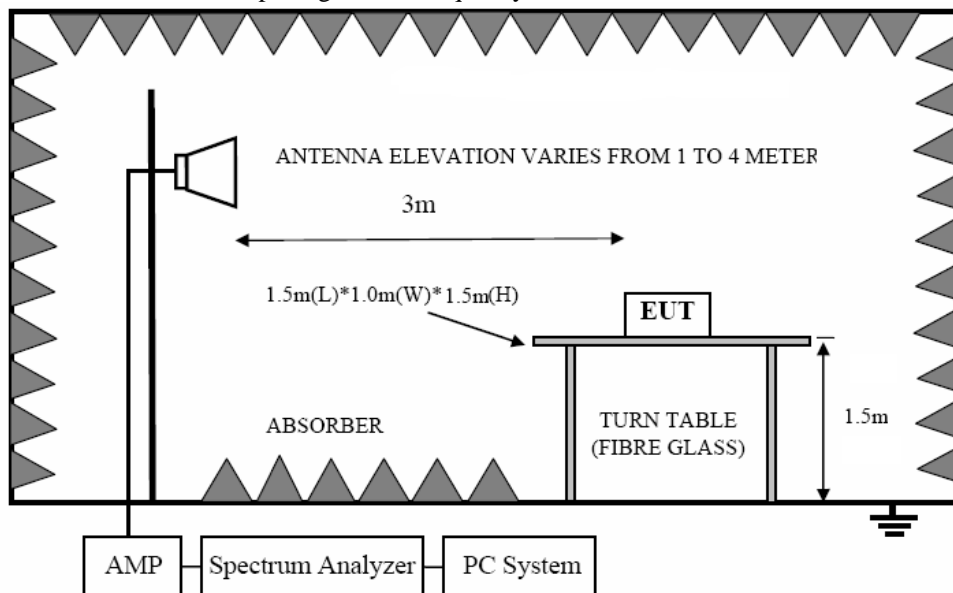 ANTENNA ELEVATION VARIES FROM 1 TO 4 METER
3m
1.5m(L)*1.0m(W)*1.5m(H)
EUT
1.5m
ABSORBER
TURN TABLE
(FIBRE GLASS)
AMP
Spectrum Analyzer
PC System